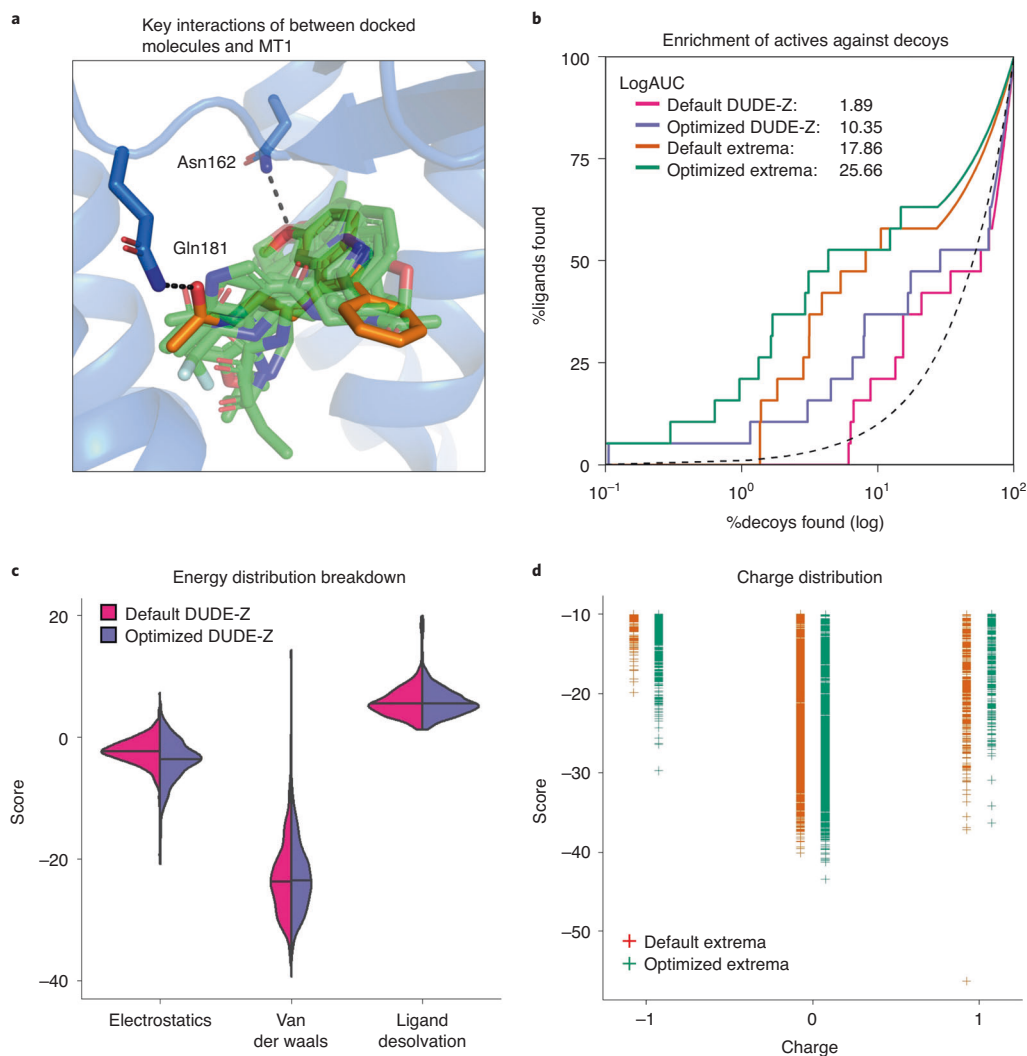 a
Key interactions of between docked
molecules and MT1
Asn162
Gln181
b
Enrichment of actives against decoys
LogAUC
Default DUDE-Z: 1.89
Optimized DUDE-Z: 10.35
Default extrema: 17.86
Optimized extrema: 25.66
100
75
50
25
0
%ligands found
10⁻¹ 10⁰ 10¹ 10²
%decoys found (log)
c
Energy distribution breakdown
Default DUDE-Z
Optimized DUDE-Z
20
0
−20
−40
Score
Electrostatics Van der waals Ligand desolvation
d
Charge distribution
−10
−20
−30
−40
−50
Score
Default extrema
Optimized extrema
−1 0 1
Charge